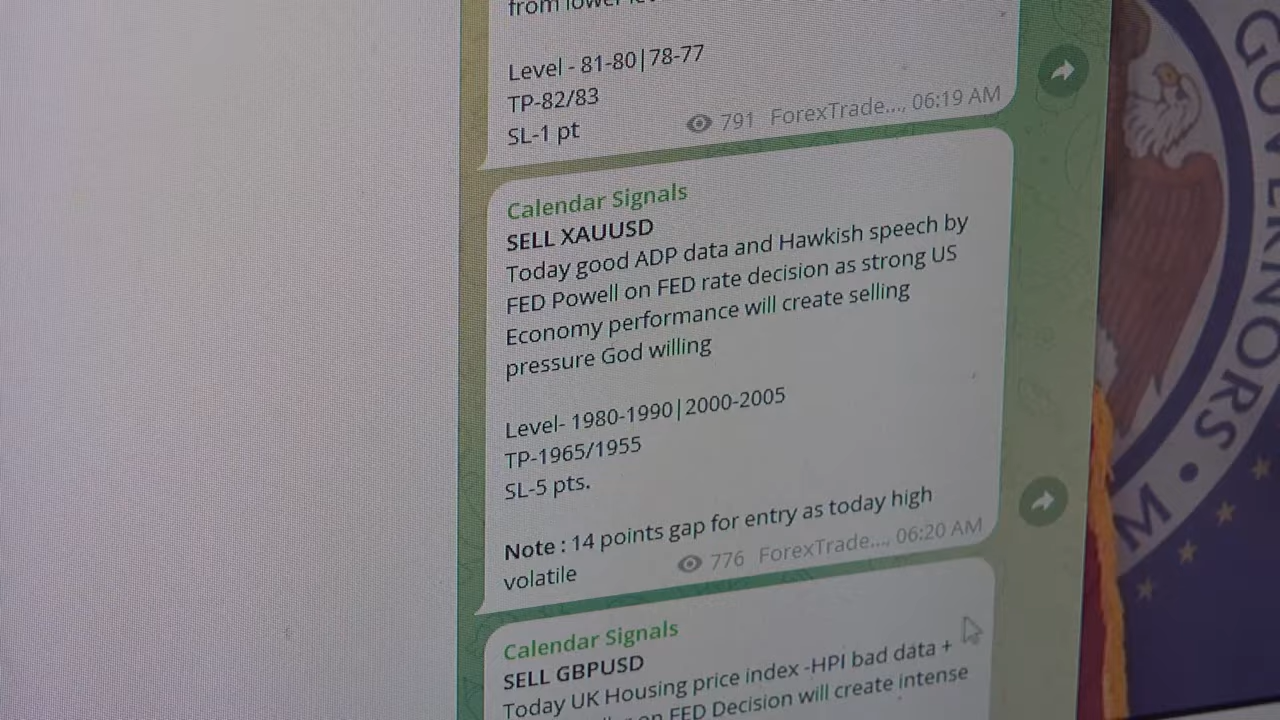 from lower
Level - 81-80|78-77
TP-82/83
SL-1 pt
791 ForexTrade..., 06:19 AM
Calendar Signals
SELL XAUUSD
Today good ADP data and Hawkish speech by
FED Powell on FED rate decision as strong US
Economy performance will create selling
pressure God willing
Level- 1980-1990|2000-2005
TP-1965/1955
SL-5 pts.
Note : 14 points gap for entry as today high
volatile
776 ForexTrade..., 06:20 AM
Calendar Signals
SELL GBPUSD
Today UK Housing price index -HPI bad data +
on FED Decision will create intense
GOVERNORS • M